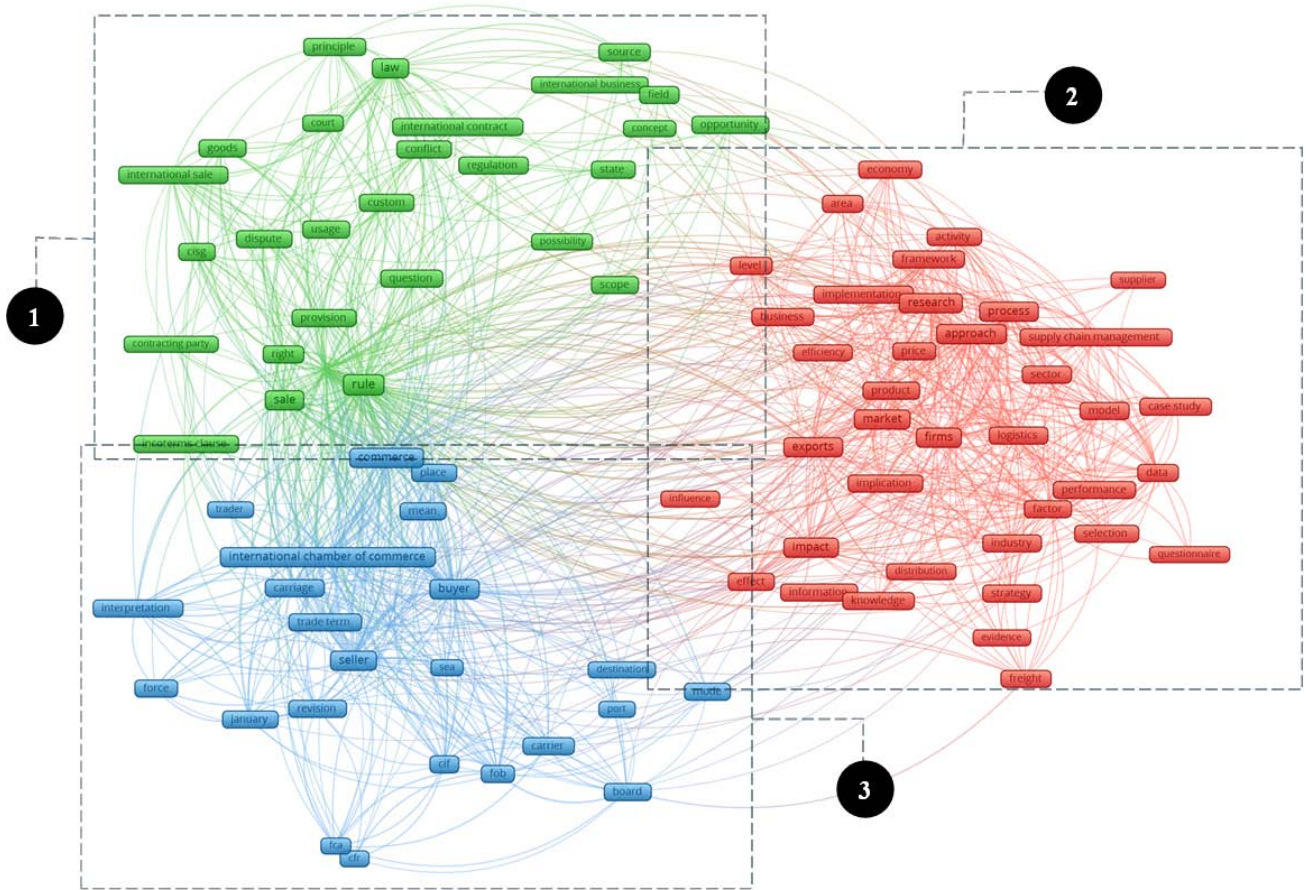 principle
law
source
international business
field
court
international contract
concept
opportunity
goods
conflict
regulation
state
international sale
custom
usage
dispute
possibility
cisg
question
scope
provision
contracting party
right
rule
sale
incoterms clause
1
2
economy
area
activity
framework
level
supplier
implementation
research
business
process
approach
supply chain management
efficiency
price
sector
product
market
model
case study
exports
firms
logistics
data
implication
performance
influence
factor
selection
impact
industry
questionnaire
distribution
effect
information
knowledge
strategy
evidence
freight
commerce
place
trader
mean
international chamber of commerce
carriage
buyer
interpretation
trade term
seller
sea
destination
force
mode
january
revision
port
carrier
cif
fob
board
fca
cfr
3